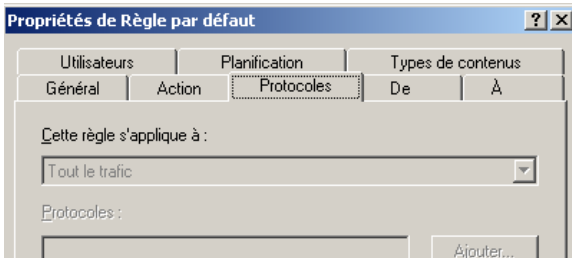 Propriétés de Règle par défaut
Utilisateurs Planification Types de contenus
Général Action Protocoles De À
Cette règle s'applique à :
Tout le trafic
Protocoles :
Ajouter...